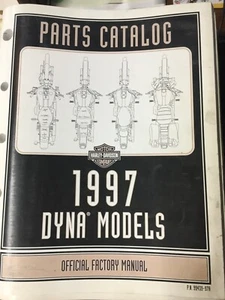 PARTS CATALOG
MOTOR
HARLEY-DAVIDSON
CYCLES
1997
DYNA® MODELS
OFFICIAL FACTORY MANUAL